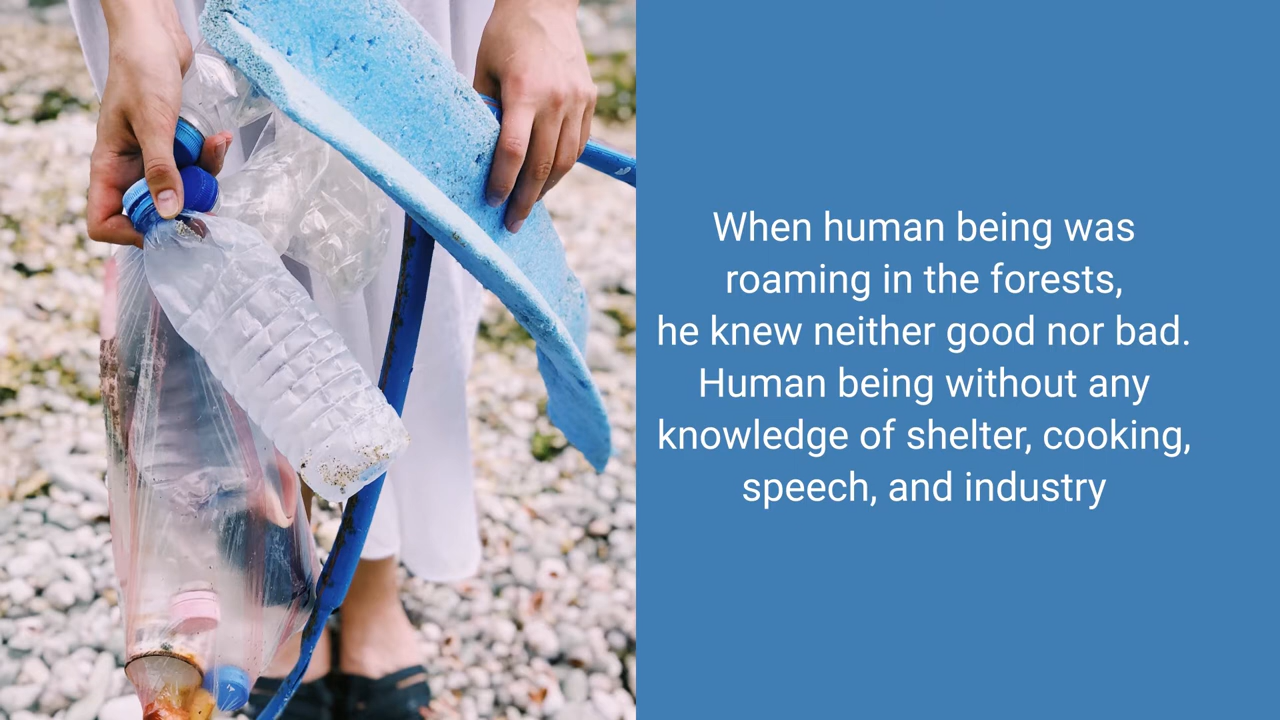 When human being was
roaming in the forests,
he knew neither good nor bad.
Human being without any
knowledge of shelter, cooking,
speech, and industry